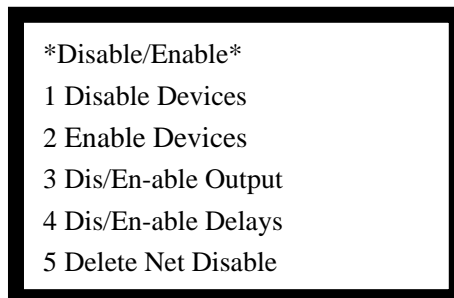 *Disable/Enable*
1 Disable Devices
2 Enable Devices
3 Dis/En-able Output
4 Dis/En-able Delays
5 Delete Net Disable